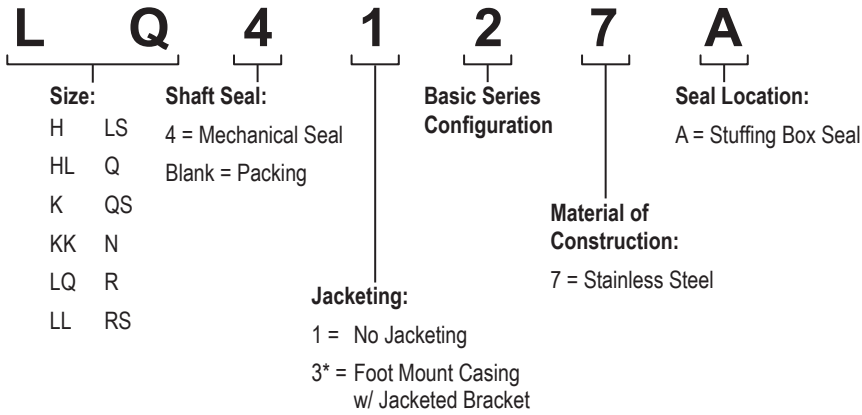 L Q 4 1 2 7 A
Size:
H LS
HL Q
K QS
KK N
LQ R
LL RS
Shaft Seal:
4 = Mechanical Seal
Blank = Packing
Jacketing:
1 = No Jacketing
3* = Foot Mount Casing
w/ Jacketed Bracket
Basic Series
Configuration
Material of
Construction:
7 = Stainless Steel
Seal Location:
A = Stuffing Box Seal